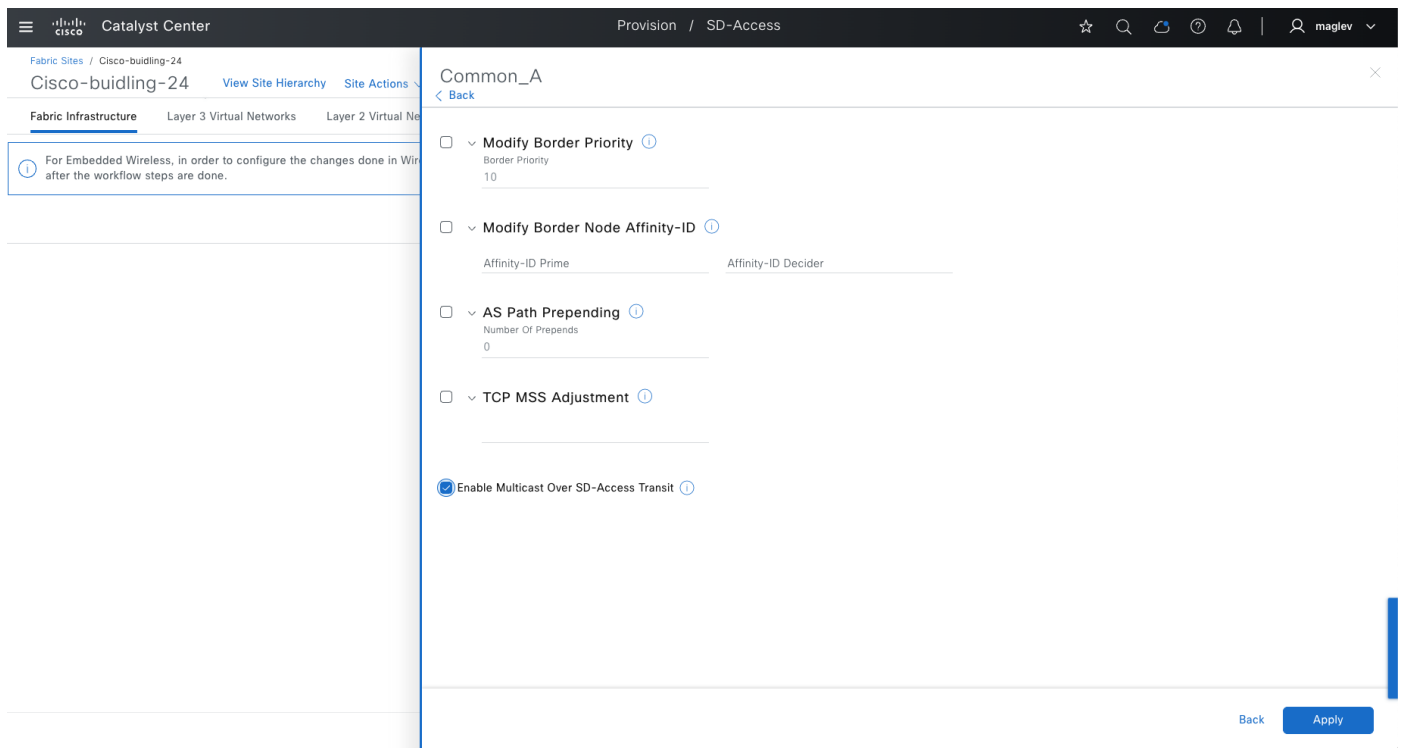 cisco
Catalyst Center
Provision / SD-Access
maglev
Fabric Sites / Cisco-buidling-24
Cisco-buidling-24
View Site Hierarchy
Site Actions
Fabric Infrastructure
Layer 3 Virtual Networks
Layer 2 Virtual Ne
For Embedded Wireless, in order to configure the changes done in Wir
after the workflow steps are done.
Common_A
Back
Modify Border Priority
Border Priority
10
Modify Border Node Affinity-ID
Affinity-ID Prime
Affinity-ID Decider
AS Path Prepending
Number Of Prepends
0
TCP MSS Adjustment
Enable Multicast Over SD-Access Transit
Back
Apply